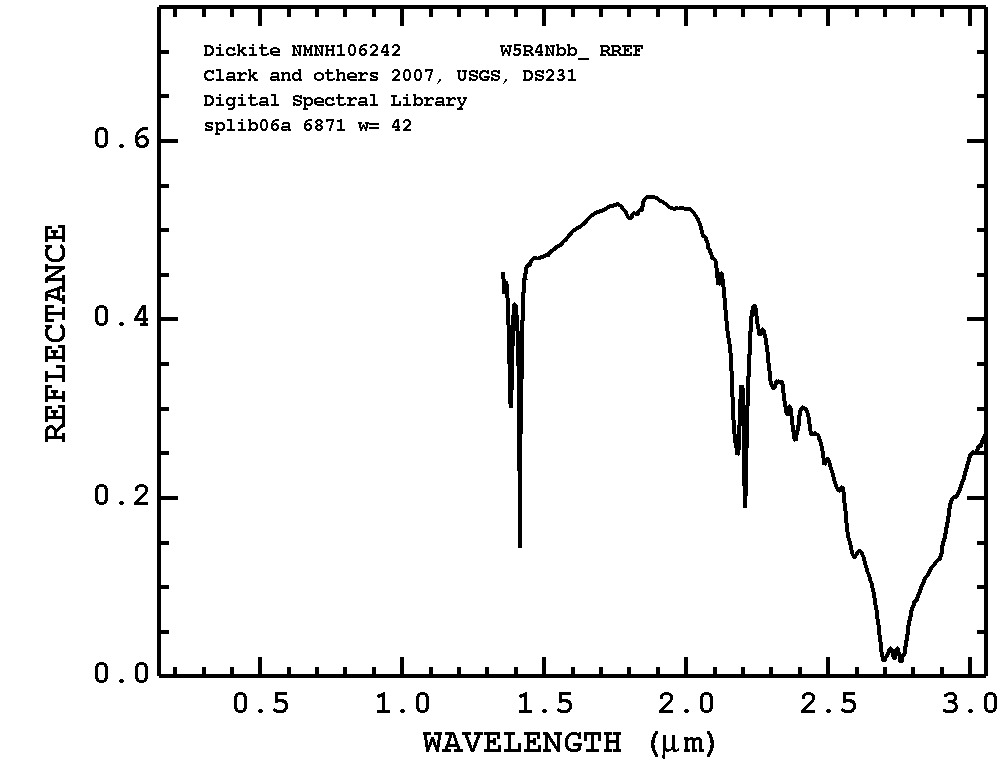 Dickite NMNH106242 W5R4Nbb_ RREF
Clark and others 2007, USGS, DS231
Digital Spectral Library
splib06a 6871 w= 42
REFLECTANCE
0.6
0.4
0.2
0.0
0.5 1.0 1.5 2.0 2.5 3.0
WAVELENGTH (μm)